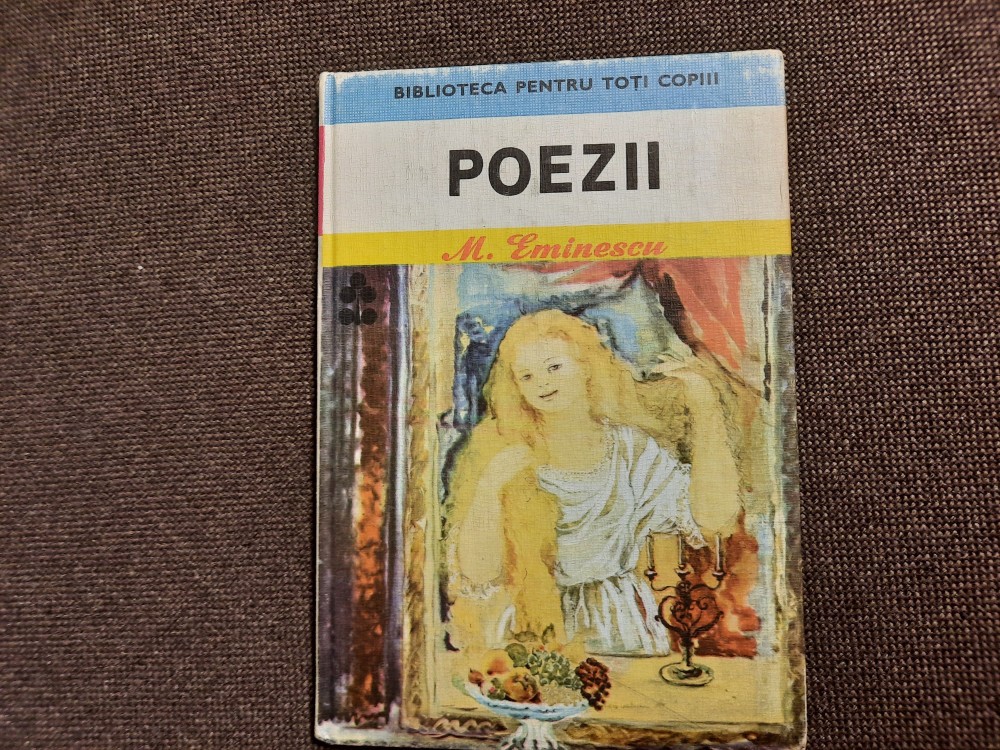 BIBLIOTECA PENTRU TOȚI COPIII
POEZII
M. Eminescu